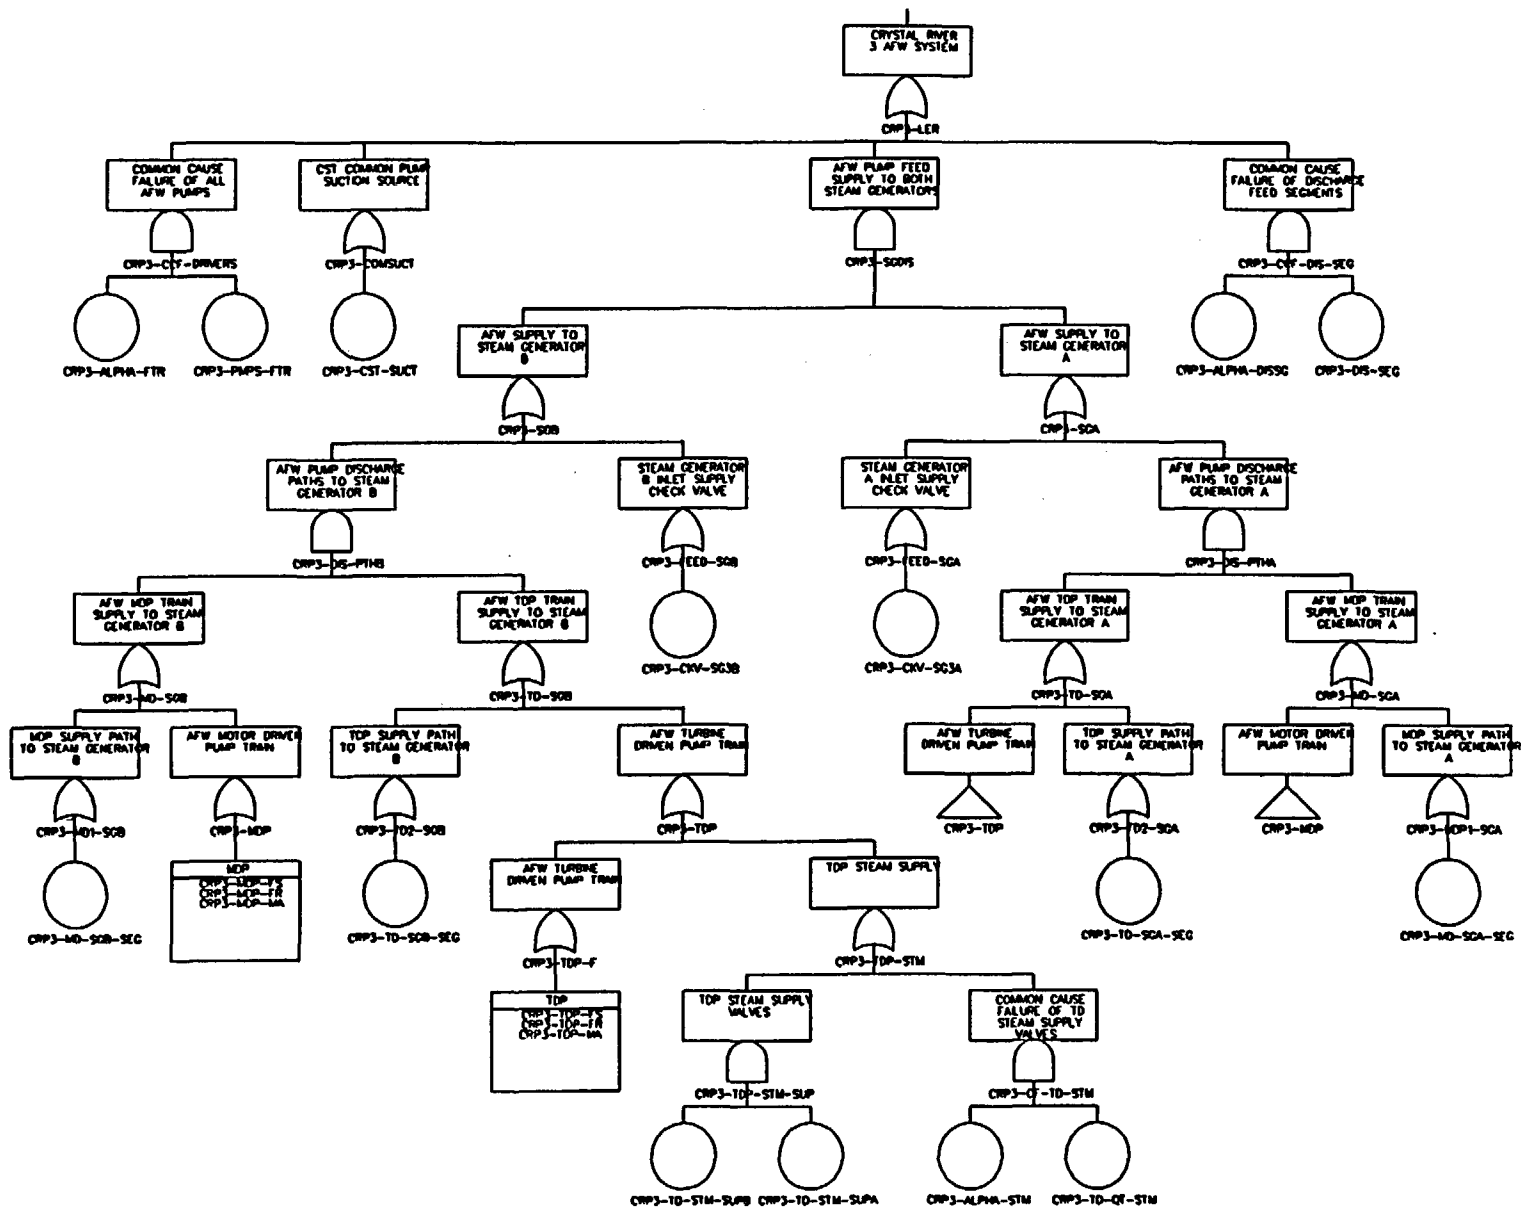 CRYSTAL RIVER
3 AFW SYSTEM
CRP3-LER
COMMON CAUSE
FAILURE OF ALL
AFW PUMPS
CST COMMON PUMP
SUCTION SOURCE
AFW PUMP FEED
SUPPLY TO BOTH
STEAM GENERATORS
COMMON CAUSE
FAILURE OF DISCHARGE
FEED SEGMENTS
CRP3-CCF-DRIVERS
CRP3-COMSUCT
CRP3-SGDIS
CRP3-CCF-DIS-SEG
CRP3-ALPHA-FTR
CRP3-PMPS-FTR
CRP3-CST-SUCT
AFW SUPPLY TO
STEAM GENERATOR
B
AFW SUPPLY TO
STEAM GENERATOR
A
CRP3-ALPHA-DISSG
CRP3-DIS-SEG
CRP3-SGB
CRP3-SGA
AFW PUMP DISCHARGE
PATHS TO STEAM
GENERATOR B
STEAM GENERATOR
B INLET SUPPLY
CHECK VALVE
STEAM GENERATOR
A INLET SUPPLY
CHECK VALVE
AFW PUMP DISCHARGE
PATHS TO STEAM
GENERATOR A
CRP3-DIS-PTHB
CRP3-FEED-SGB
CRP3-FEED-SGA
CRP3-DIS-PTHA
AFW MDP TRAIN
SUPPLY TO STEAM
GENERATOR B
AFW TDP TRAIN
SUPPLY TO STEAM
GENERATOR B
CRP3-CKV-SG3B
CRP3-CKV-SG3A
AFW TDP TRAIN
SUPPLY TO STEAM
GENERATOR A
AFW MDP TRAIN
SUPPLY TO STEAM
GENERATOR A
CRP3-MD-SGB
CRP3-TD-SGB
CRP3-TD-SGA
CRP3-MD-SGA
MDP SUPPLY PATH
TO STEAM GENERATOR
B
AFW MOTOR DRIVEN
PUMP TRAIN
TDP SUPPLY PATH
TO STEAM GENERATOR
B
AFW TURBINE
DRIVEN PUMP TRAIN
AFW TURBINE
DRIVEN PUMP TRAIN
TDP SUPPLY PATH
TO STEAM GENERATOR
A
AFW MOTOR DRIVEN
PUMP TRAIN
MDP SUPPLY PATH
TO STEAM GENERATOR
A
CRP3-MD1-SGB
CRP3-MDP
CRP3-TD2-SGB
CRP3-TDP
CRP3-TDP
CRP3-TD2-SGA
CRP3-MDP
CRP3-MDP1-SGA
MDP
CRP3-MDP-FS
CRP3-MDP-FR
CRP3-MDP-MA
AFW TURBINE
DRIVEN PUMP TRAIN
TDP STEAM SUPPLY
CRP3-MD-SGB-SEG
CRP3-TD-SGB-SEG
CRP3-TD-SGA-SEG
CRP3-MD-SGA-SEG
CRP3-TDP-F
CRP3-TDP-STM
TDP
CRP3-TDP-FS
CRP3-TDP-FR
CRP3-TDP-MA
TDP STEAM SUPPLY
VALVES
COMMON CAUSE
FAILURE OF TD
STEAM SUPPLY
VALVES
CRP3-TDP-STM-SUP
CRP3-CF-TD-STM
CRP3-TD-STM-SUPB
CRP3-TD-STM-SUPA
CRP3-ALPHA-STM
CRP3-TD-QT-STM